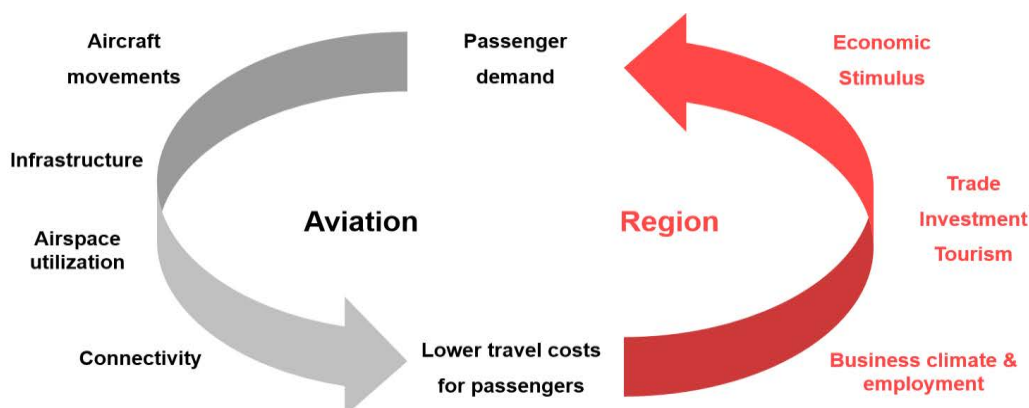 Aircraft
movements
Passenger
demand
Economic
Stimulus
Infrastructure
Aviation
Region
Trade
Investment
Tourism
Airspace
utilization
Connectivity
Lower travel costs
for passengers
Business climate &
employment